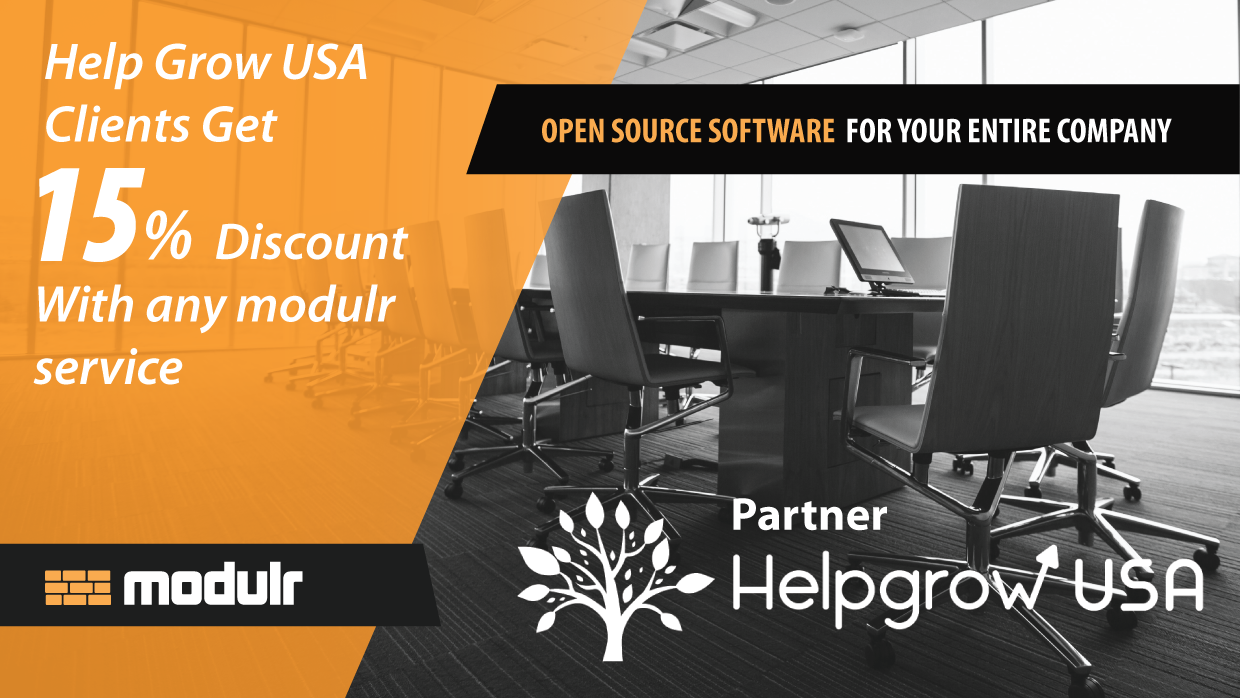 Help Grow USA
Clients Get
15% Discount
With any modulr
service
OPEN SOURCE SOFTWARE FOR YOUR ENTIRE COMPANY
modulr
Partner
Helpgrow USA